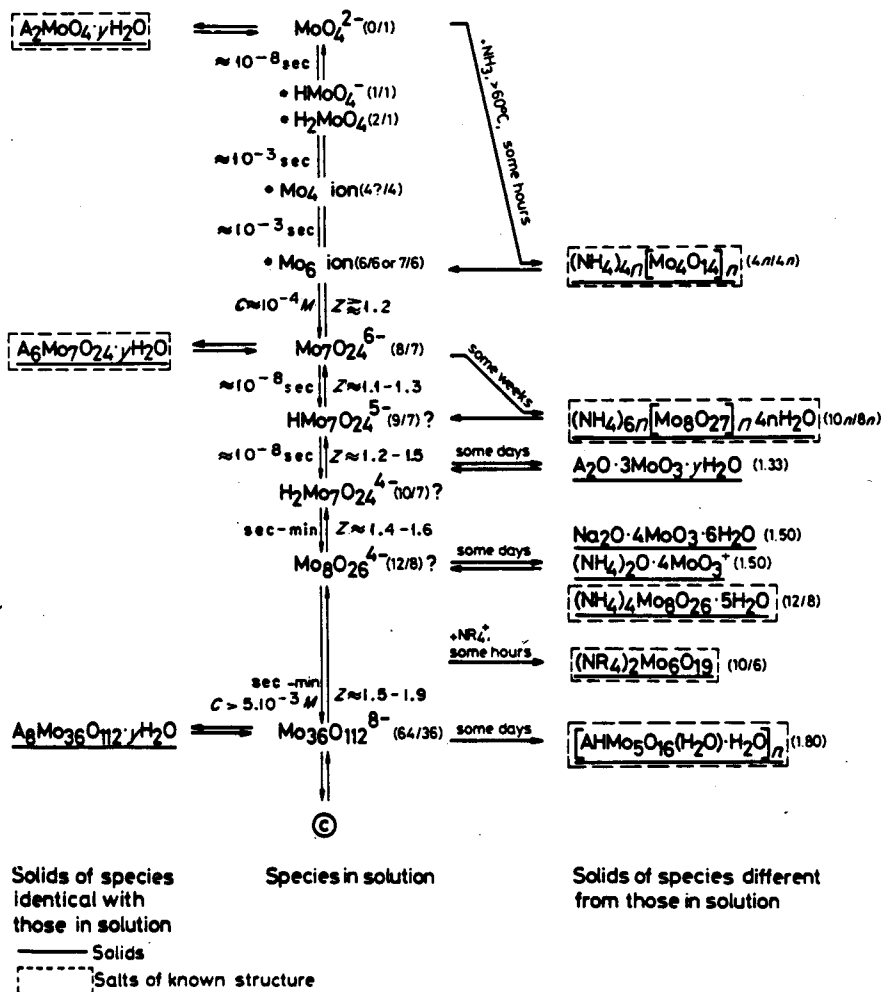 A2MoO4·yH2O
MoO4 2− (0/1)
≈10−8 sec
• HMoO4− (1/1)
• H2MoO4 (2/1)
+NH3, >60°C, some hours
≈10−3 sec
• Mo4 ion (4?/4)
≈10−3 sec
• Mo6 ion (6/6 or 7/6)
(NH4)4n[Mo4O14]n (4n/4n)
C≈10−4 M Z⪆1.2
A6Mo7O24·yH2O
Mo7O24 6− (8/7)
some weeks
≈10−8 sec Z≈1.1–1.3
HMo7O24 5− (9/7)?
(NH4)6n[Mo8O27]n 4nH2O (10n/8n)
≈10−8 sec Z≈1.2–1.5
some days
A2O·3MoO3·yH2O (1.33)
H2Mo7O24 4− (10/7)?
sec-min Z≈1.4–1.6
Na2O·4MoO3·6H2O (1.50)
Mo8O26 4− (12/8)?
some days
(NH4)2O·4MoO3+ (1.50)
(NH4)4Mo8O26·5H2O (12/8)
+NR4+,
some hours
(NR4)2Mo6O19 (10/6)
sec-min
C > 5.10−3 M Z≈1.5–1.9
A8Mo36O112·yH2O
Mo36O112 8− (64/36)
some days
[AHMo5O16(H2O)·H2O]n (1.80)
C
Solids of species
identical with
those in solution
Species in solution
Solids of species different
from those in solution
Solids
Salts of known structure